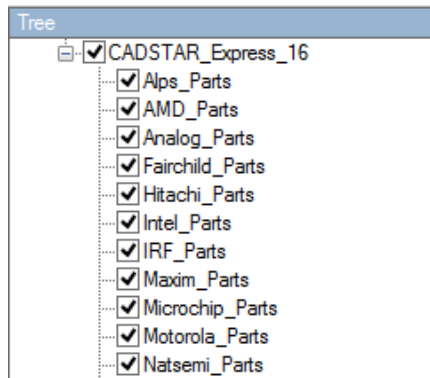 Tree
CADSTAR_Express_16
Alps_Parts
AMD_Parts
Analog_Parts
Fairchild_Parts
Hitachi_Parts
Intel_Parts
IRF_Parts
Maxim_Parts
Microchip_Parts
Motorola_Parts
Natsemi_Parts